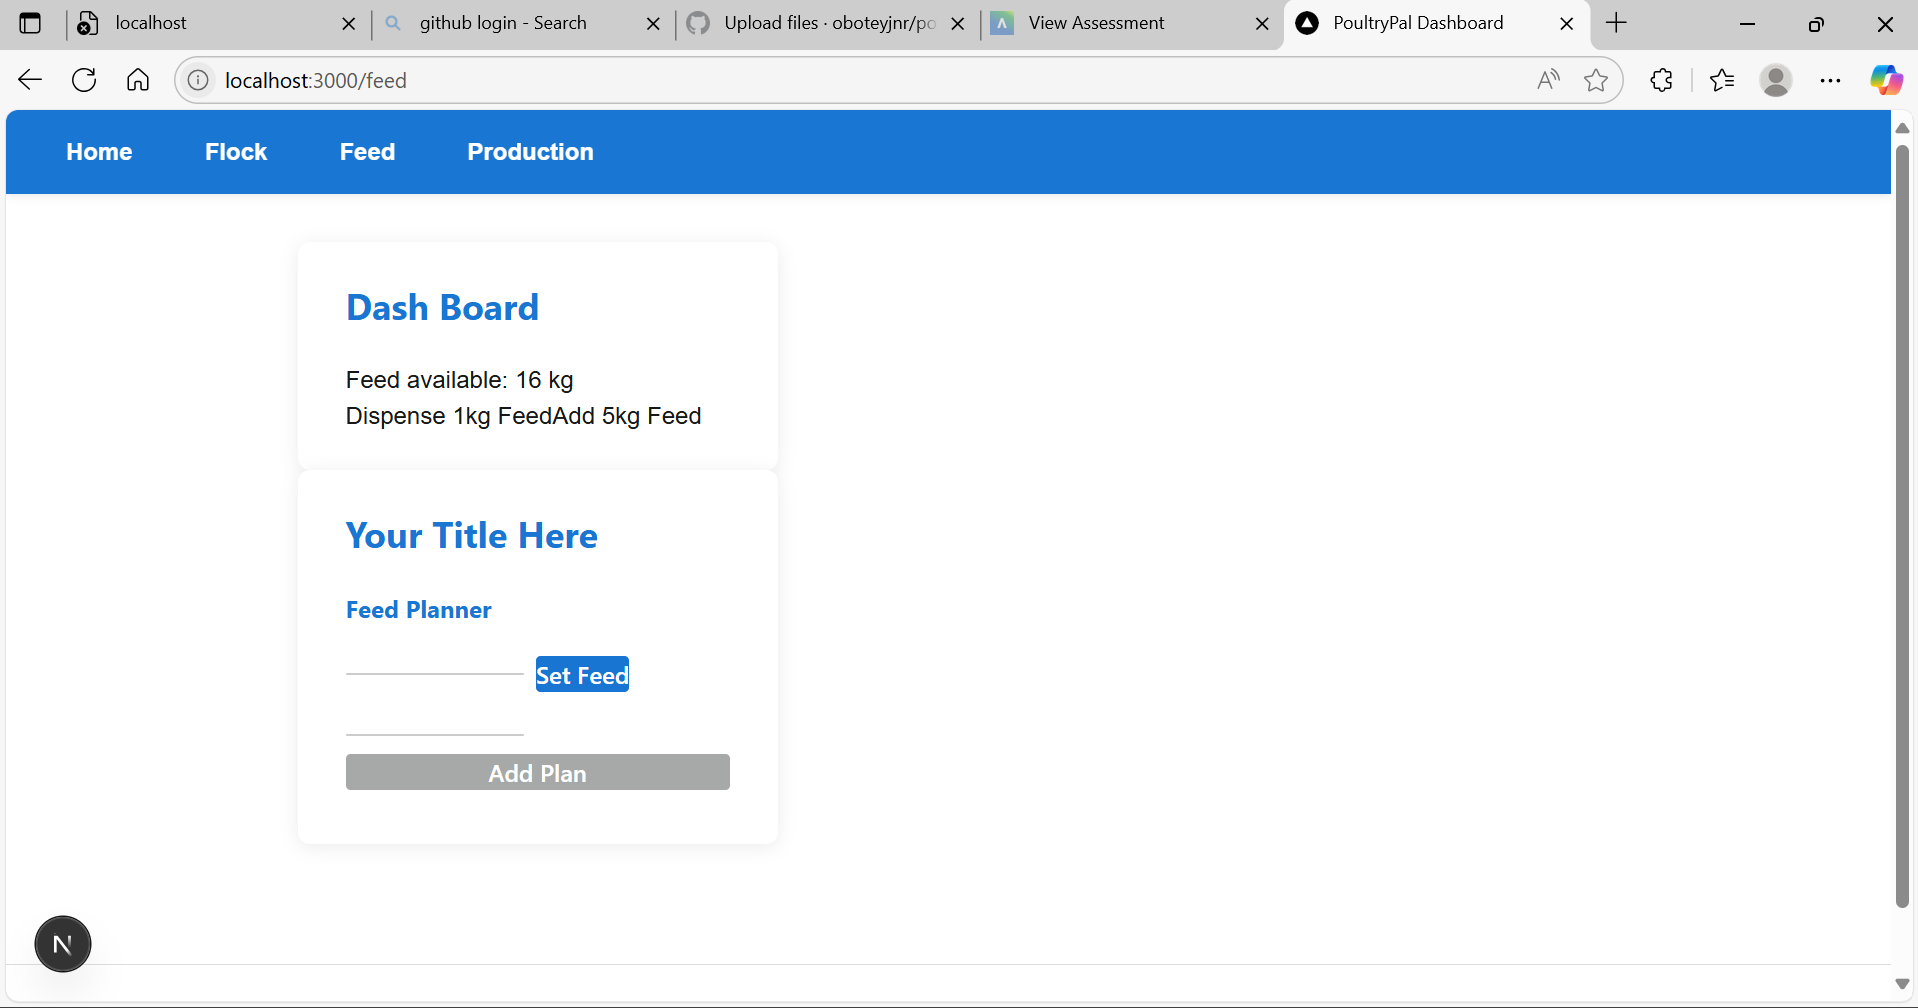 localhost
github login - Search
Upload files · oboteyjnr/po
View Assessment
PoultryPal Dashboard
localhost:3000/feed
Home Flock Feed Production
Dash Board
Feed available: 16 kg
Dispense 1kg FeedAdd 5kg Feed
Your Title Here
Feed Planner
Set Feed
Add Plan
N